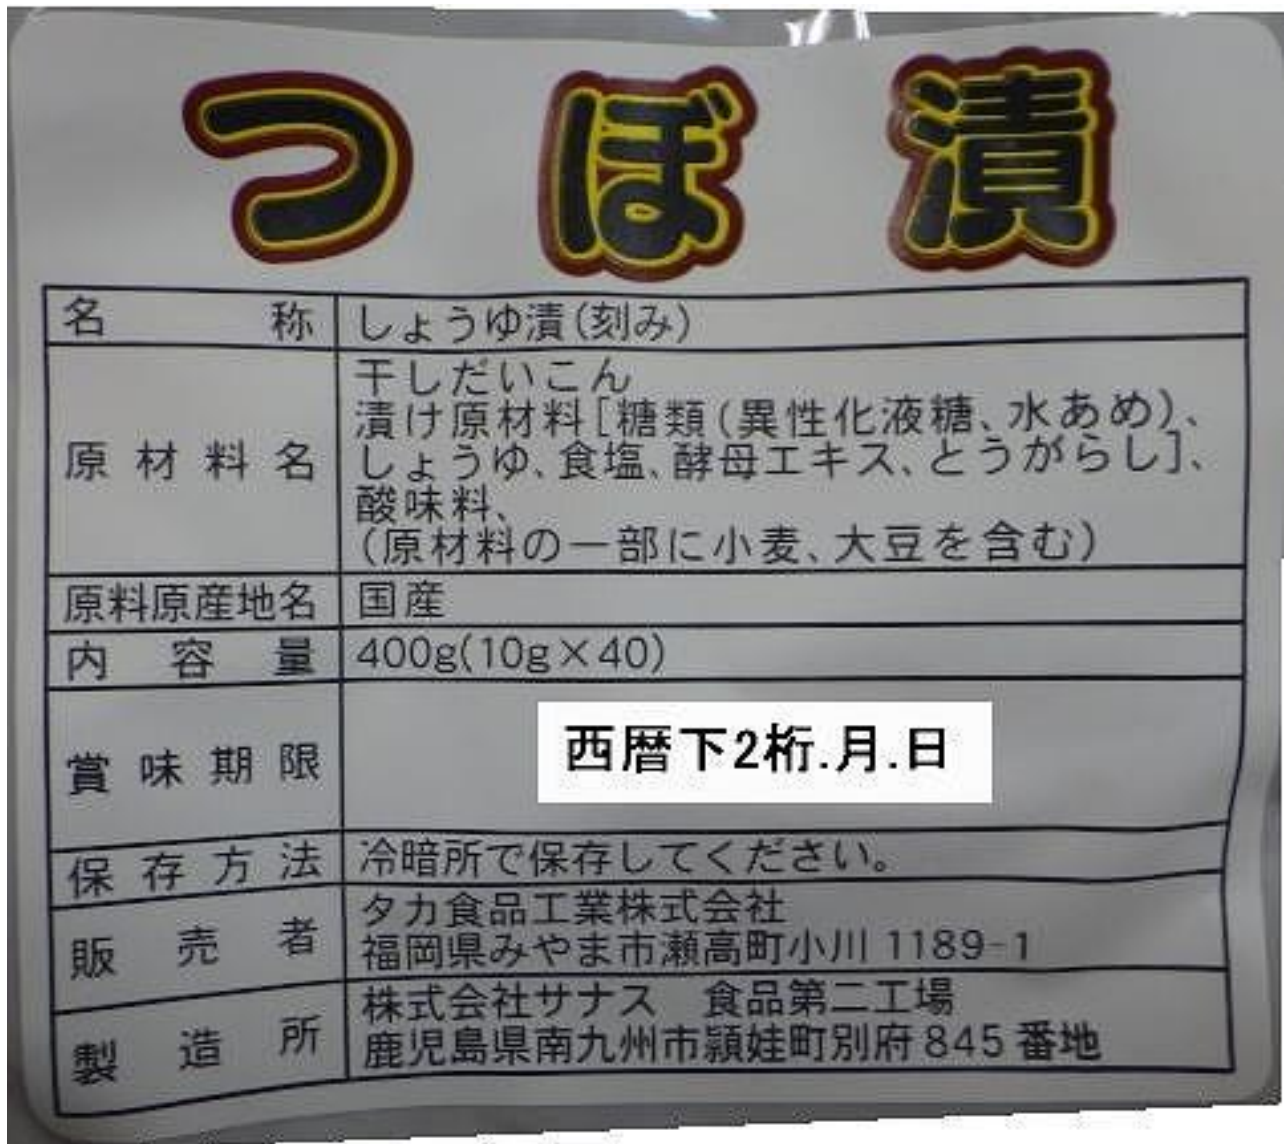 つぼ漬
名称 しょうゆ漬(刻み)
原材料名 干しだいこん
漬け原材料[糖類(異性化液糖、水あめ)、
しょうゆ、食塩、酵母エキス、とうがらし]、
酸味料、
(原材料の一部に小麦、大豆を含む)
原料原産地名 国産
内容量 400g(10g×40)
賞味期限 西暦下2桁.月.日
保存方法 冷暗所で保存してください。
販売者 タカ食品工業株式会社
福岡県みやま市瀬高町小川1189-1
製造所 株式会社サナス 食品第二工場
鹿児島県南九州市頴娃町別府845番地